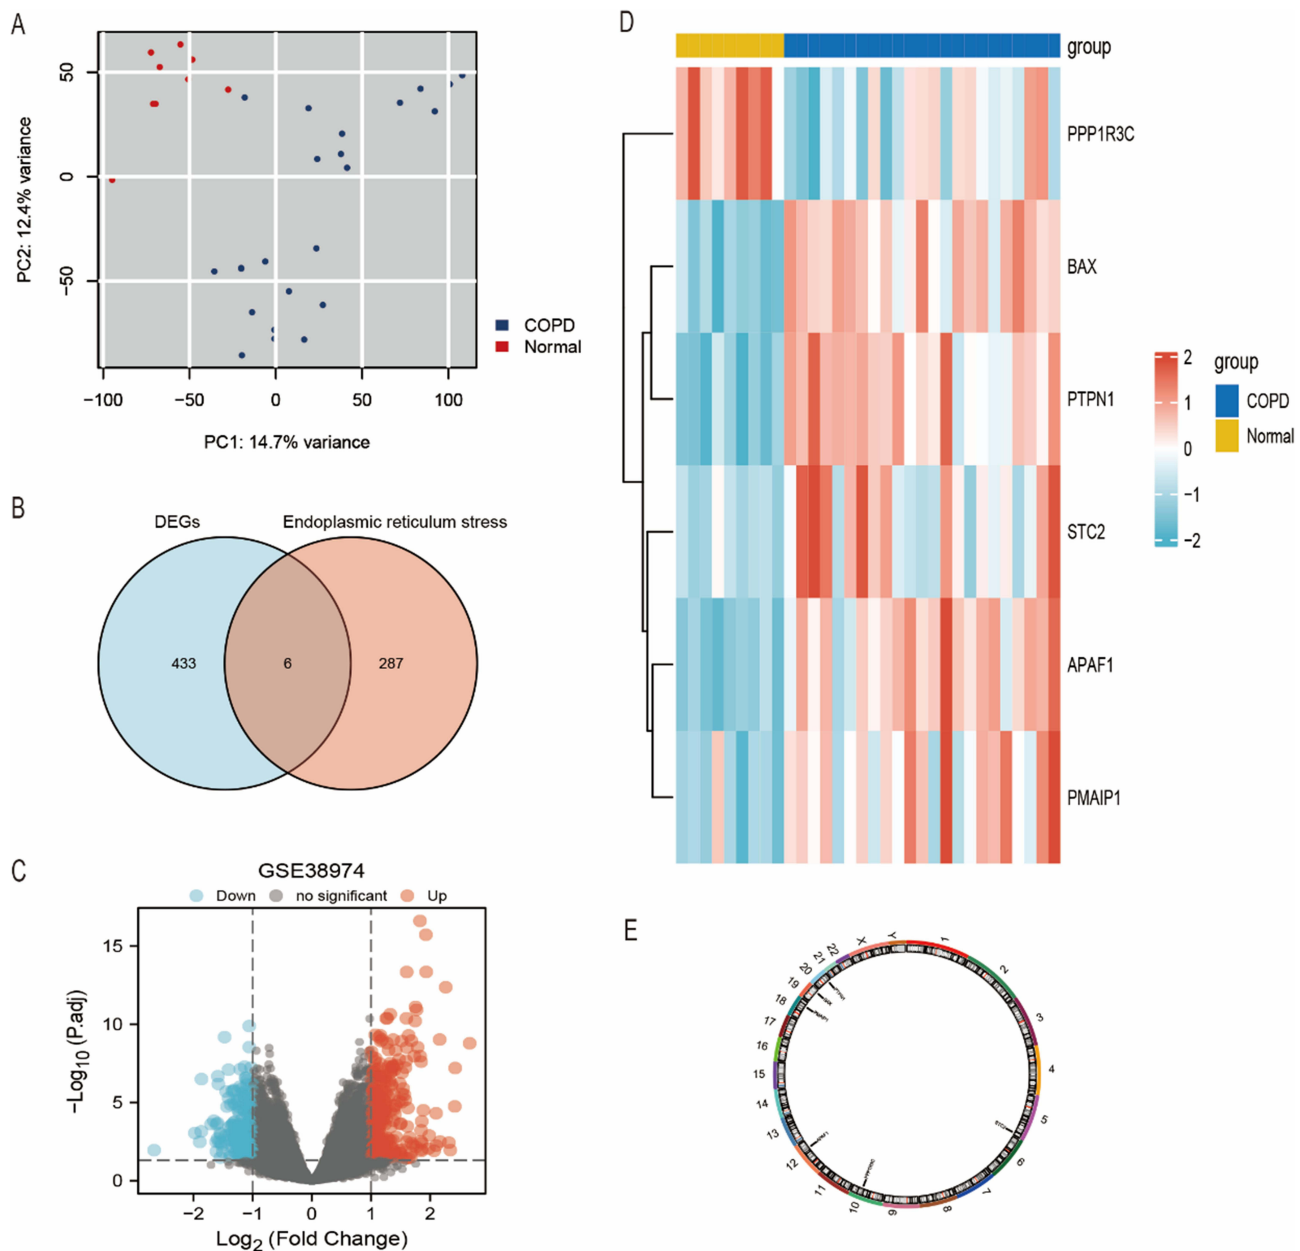 A
PC2: 12.4% variance
50
0
−50
−100
−50
0
50
100
PC1: 14.7% variance
COPD
Normal
B
DEGs
Endoplasmic reticulum stress
433
6
287
C
GSE38974
Down
no significant
Up
−Log10 (P.adj)
15
10
5
0
−2
−1
0
1
2
Log2 (Fold Change)
D
group
PPP1R3C
BAX
PTPN1
STC2
APAF1
PMAIP1
2
1
0
−1
−2
group
COPD
Normal
E
1
2
3
4
5
6
7
8
9
10
11
12
13
14
15
16
17
18
19
20
21
22
X
Y